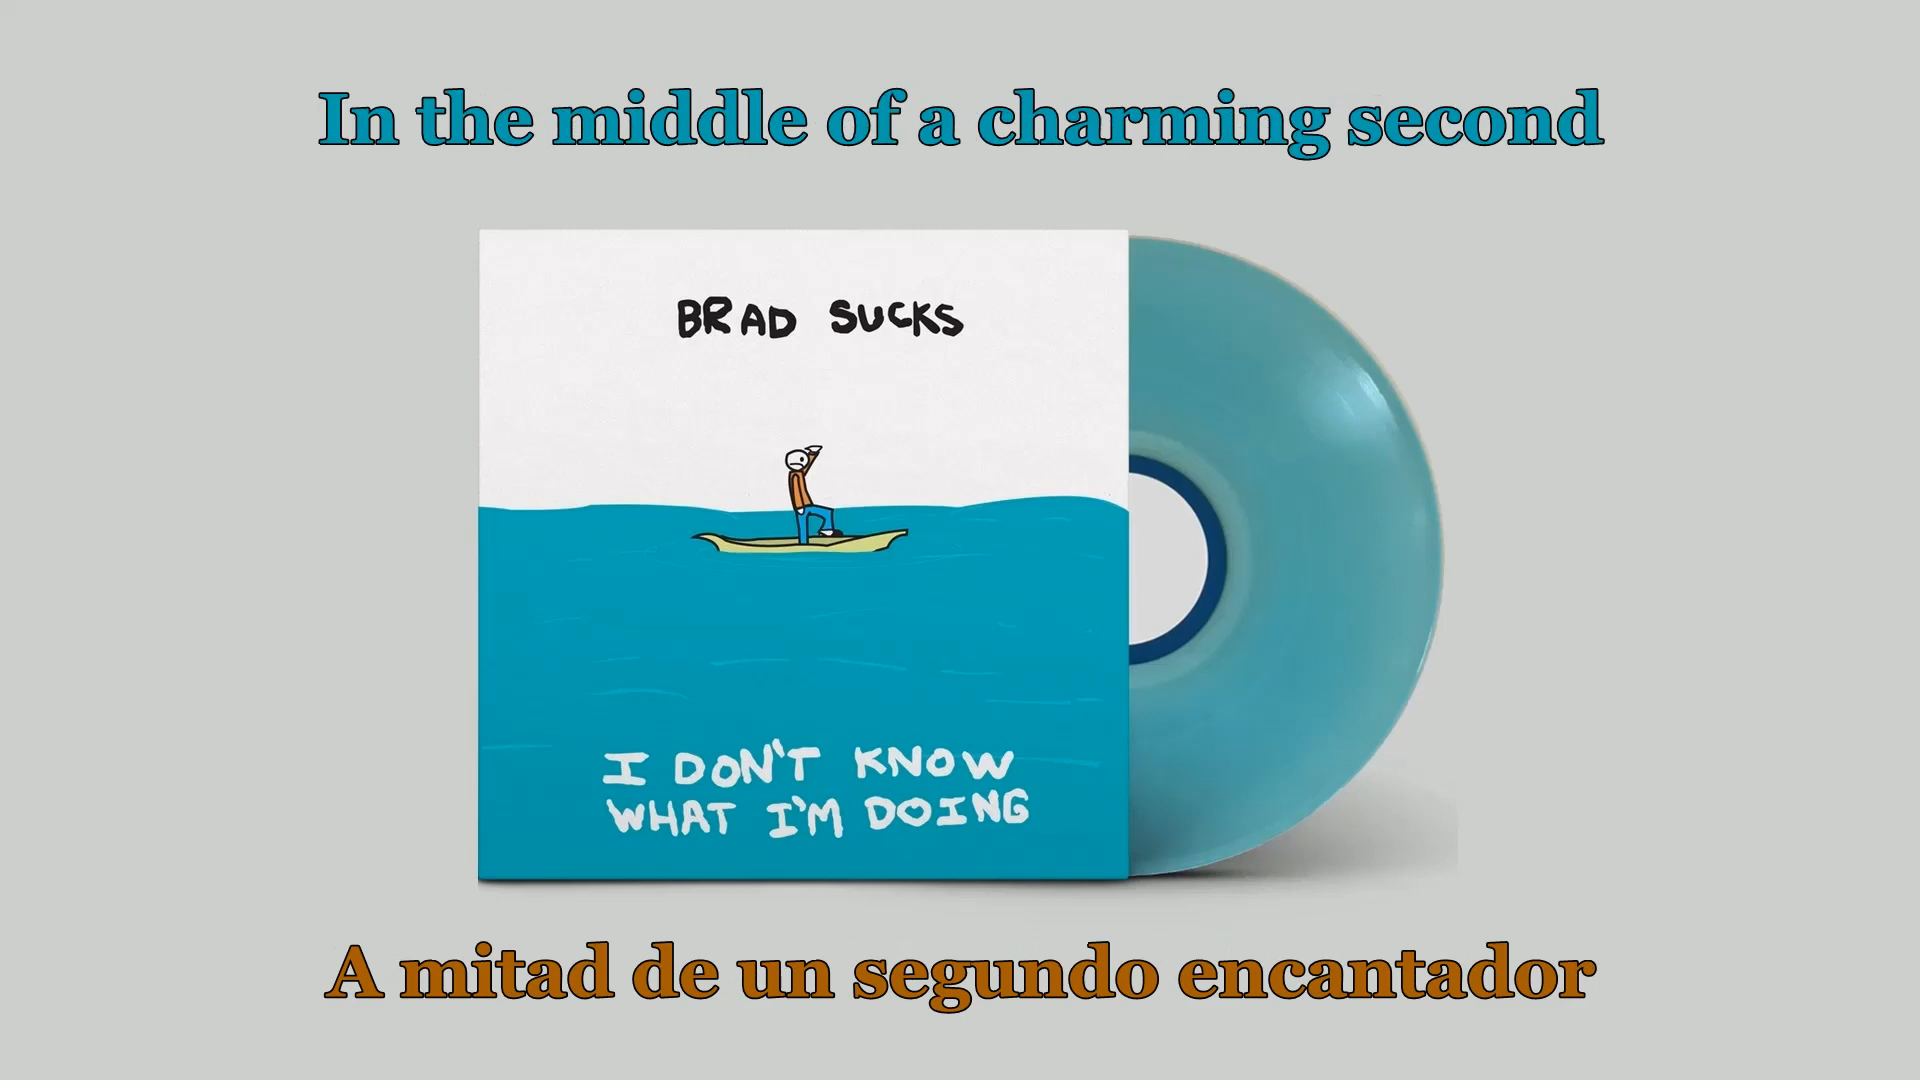 In the middle of a charming second
BRAD SUCKS
I DON'T KNOW
WHAT I'M DOING
A mitad de un segundo encantador